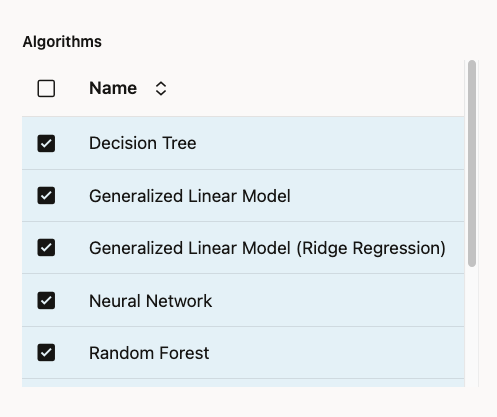 Algorithms
Name
Decision Tree
Generalized Linear Model
Generalized Linear Model (Ridge Regression)
Neural Network
Random Forest